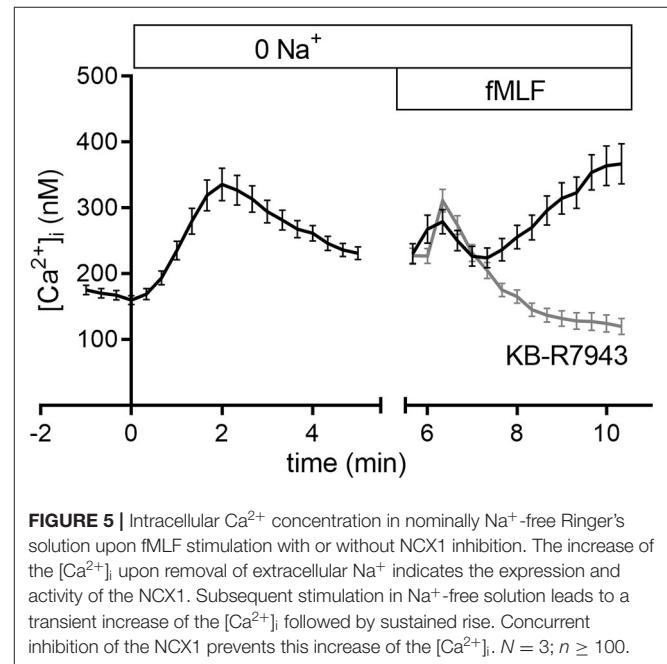 0 Na⁺
fMLF
500
400
300
200
100
[Ca²⁺]ᵢ (nM)
KB-R7943
-2 0 2 4 6 8 10
time (min)
FIGURE 5 | Intracellular Ca²⁺ concentration in nominally Na⁺-free Ringer's
solution upon fMLF stimulation with or without NCX1 inhibition. The increase of
the [Ca²⁺]ᵢ upon removal of extracellular Na⁺ indicates the expression and
activity of the NCX1. Subsequent stimulation in Na⁺-free solution leads to a
transient increase of the [Ca²⁺]ᵢ followed by sustained rise. Concurrent
inhibition of the NCX1 prevents this increase of the [Ca²⁺]ᵢ. N = 3; n ≥ 100.